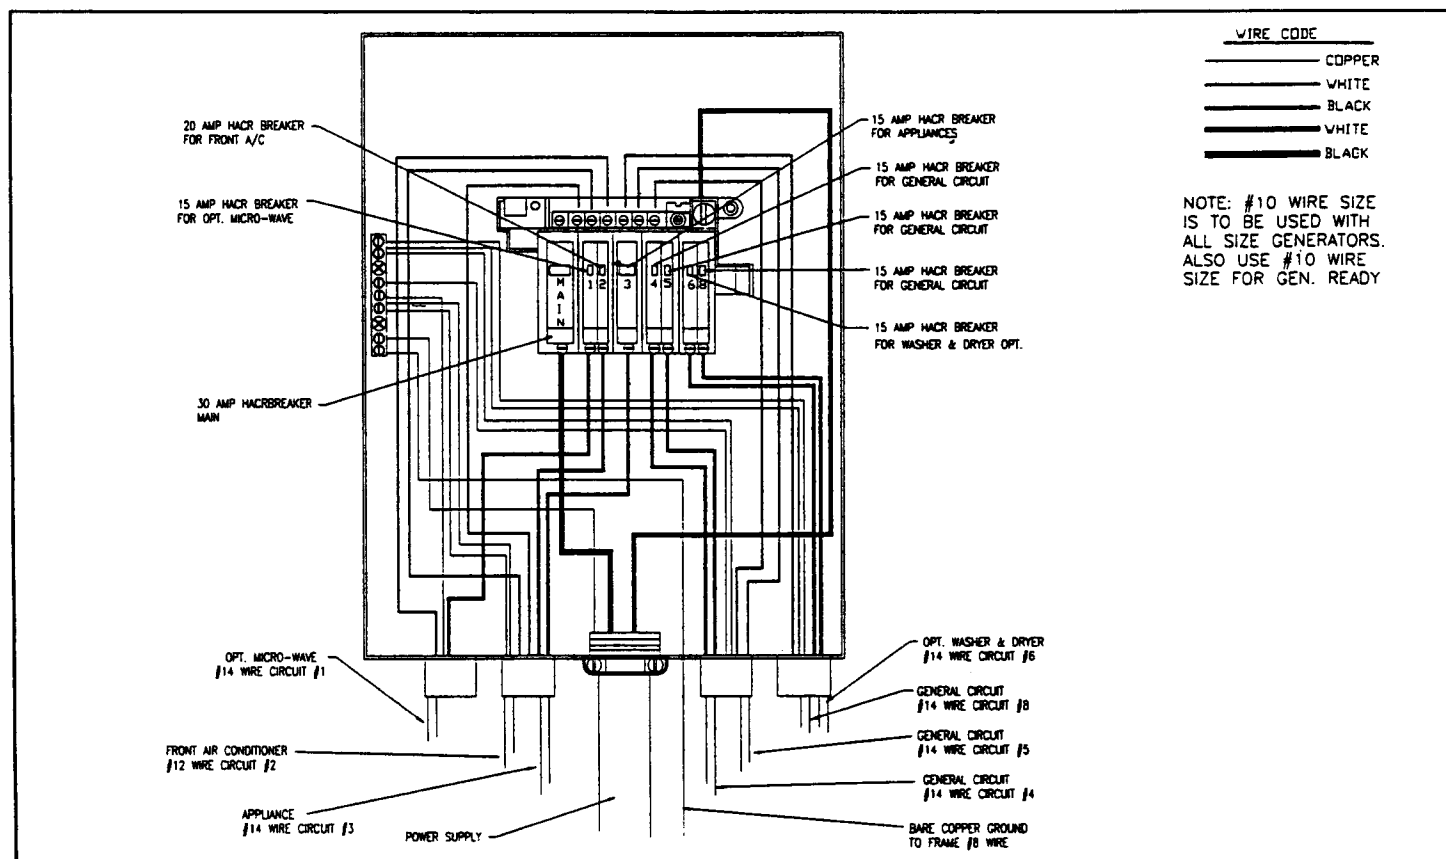 WIRE CODE
COPPER
WHITE
BLACK
WHITE
BLACK
NOTE: #10 WIRE SIZE
IS TO BE USED WITH
ALL SIZE GENERATORS.
ALSO USE #10 WIRE
SIZE FOR GEN. READY
20 AMP HACR BREAKER
FOR FRONT A/C
15 AMP HACR BREAKER
FOR OPT. MICRO-WAVE
30 AMP HACRBREAKER
MAIN
15 AMP HACR BREAKER
FOR APPLIANCES
15 AMP HACR BREAKER
FOR GENERAL CIRCUIT
15 AMP HACR BREAKER
FOR GENERAL CIRCUIT
15 AMP HACR BREAKER
FOR GENERAL CIRCUIT
15 AMP HACR BREAKER
FOR WASHER & DRYER OPT.
MAIN
1 2 3 4 5 6 8
OPT. MICRO-WAVE
#14 WIRE CIRCUIT #1
FRONT AIR CONDITIONER
#12 WIRE CIRCUIT #2
APPLIANCE
#14 WIRE CIRCUIT #3
POWER SUPPLY
OPT. WASHER & DRYER
#14 WIRE CIRCUIT #6
GENERAL CIRCUIT
#14 WIRE CIRCUIT #8
GENERAL CIRCUIT
#14 WIRE CIRCUIT #5
GENERAL CIRCUIT
#14 WIRE CIRCUIT #4
BARE COPPER GROUND
TO FRAME #8 WIRE